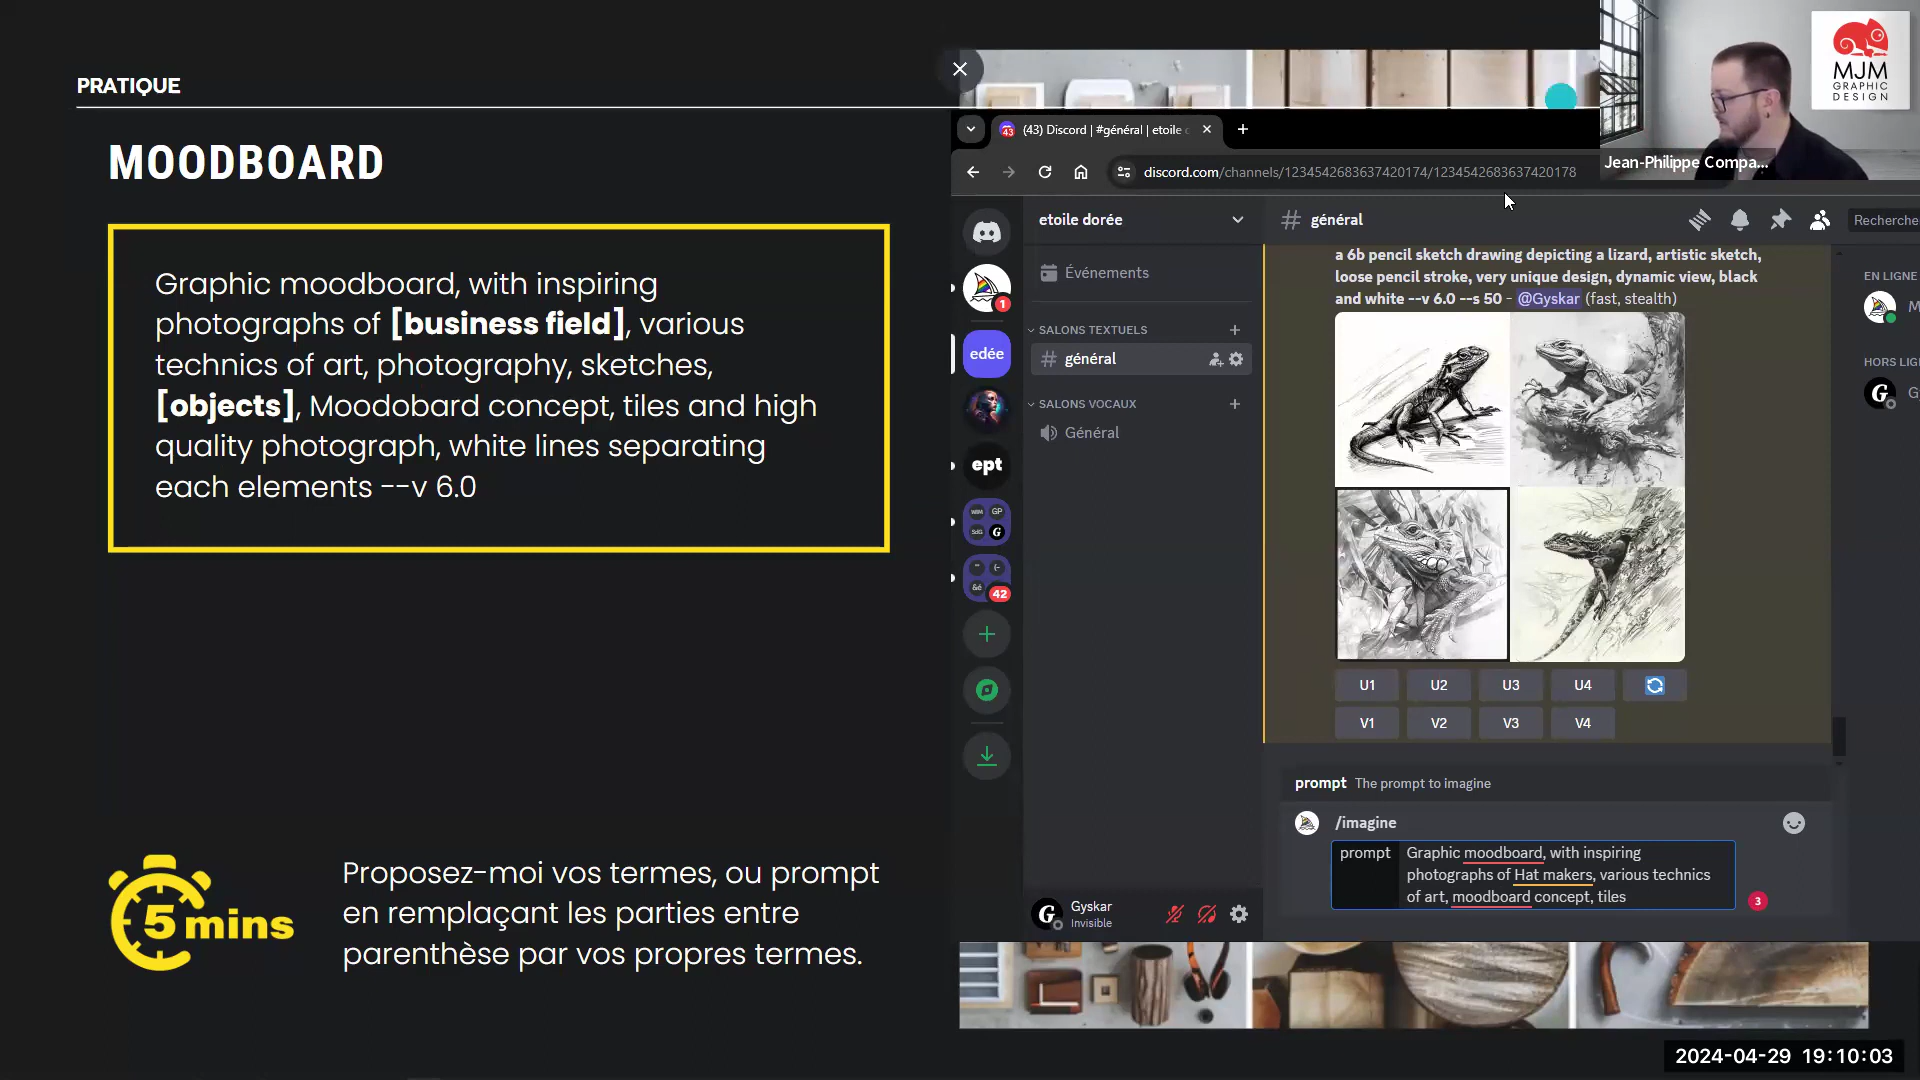 PRATIQUE
MOODBOARD
Graphic moodboard, with inspiring
photographs of [business field], various
technics of art, photography, sketches,
[objects], Moodobard concept, tiles and high
quality photograph, white lines separating
each elements --v 6.0
5 mins
Proposez-moi vos termes, ou prompt
en remplaçant les parties entre
parenthèse par vos propres termes.
(43) Discord | #général | etoile
discord.com/channels/1234542683637420174/1234542683637420178
etoile dorée
Événements
SALONS TEXTUELS
général
SALONS VOCAUX
Général
1
edée
ept
GP
G
42
G
Gyskar
Invisible
général
Recherche
a 6b pencil sketch drawing depicting a lizard, artistic sketch,
loose pencil stroke, very unique design, dynamic view, black
and white --v 6.0 --s 50 - @Gyskar (fast, stealth)
U1 U2 U3 U4
V1 V2 V3 V4
prompt The prompt to imagine
/imagine
prompt Graphic moodboard, with inspiring
photographs of Hat makers, various technics
of art, moodboard concept, tiles
3
EN LIGNE
M
HORS LIG
G
G
Jean-Philippe Compa...
MJM
GRAPHIC
DESIGN
2024-04-29 19:10:03